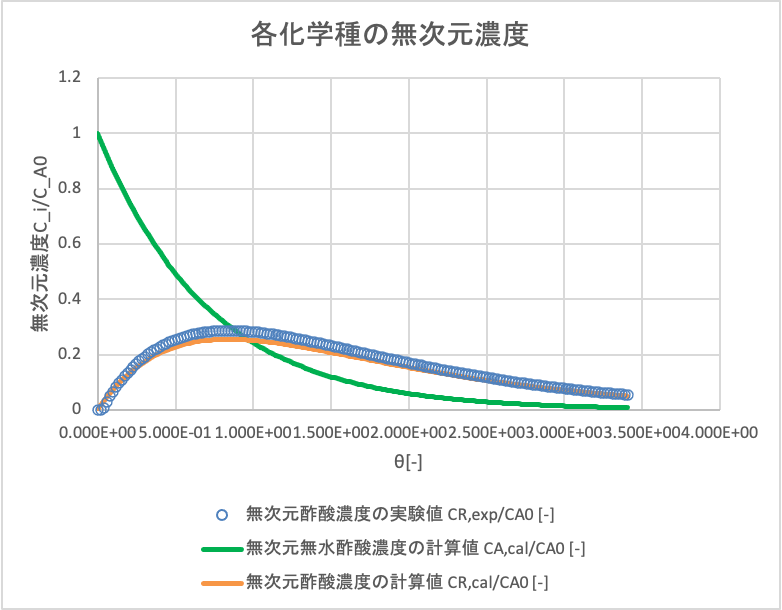 各化学種の無次元濃度
1.2
1
0.8
0.6
0.4
0.2
0
無次元濃度C_i/C_A0
0.000E+00 5.000E-01 1.000E+00 1.500E+00 2.000E+00 2.500E+00 3.000E+00 3.500E+00 4.000E+00
θ[-]
無次元酢酸濃度の実験値 CR,exp/CA0 [-]
無次元無水酢酸濃度の計算値 CA,cal/CA0 [-]
無次元酢酸濃度の計算値 CR,cal/CA0 [-]